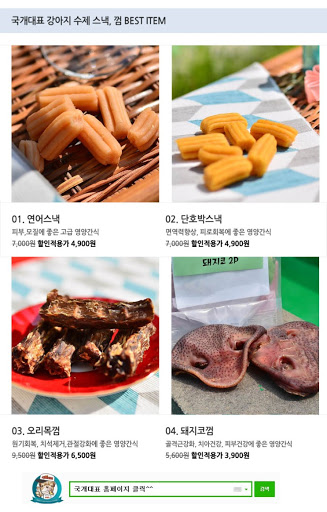 국개대표 강아지 수제 스낵, 껌 BEST ITEM
01. 연어스낵
피부,모질에 좋은 고급 영양간식
7,000원 할인적용가 4,900원
02. 단호박스낵
면역력향상, 피로회복에 좋은 영양간식
7,000원 할인적용가 4,900원
돼지코 2P
03. 오리목껌
원기회복, 치석제거,관절강화에 좋은 영양간식
9,500원 할인적용가 6,500원
04. 돼지코껌
골격근강화, 치아건강, 피부건강에 좋은 영양간식
5,600원 할인적용가 3,900원
국개대표 홈페이지 클릭^^
검색